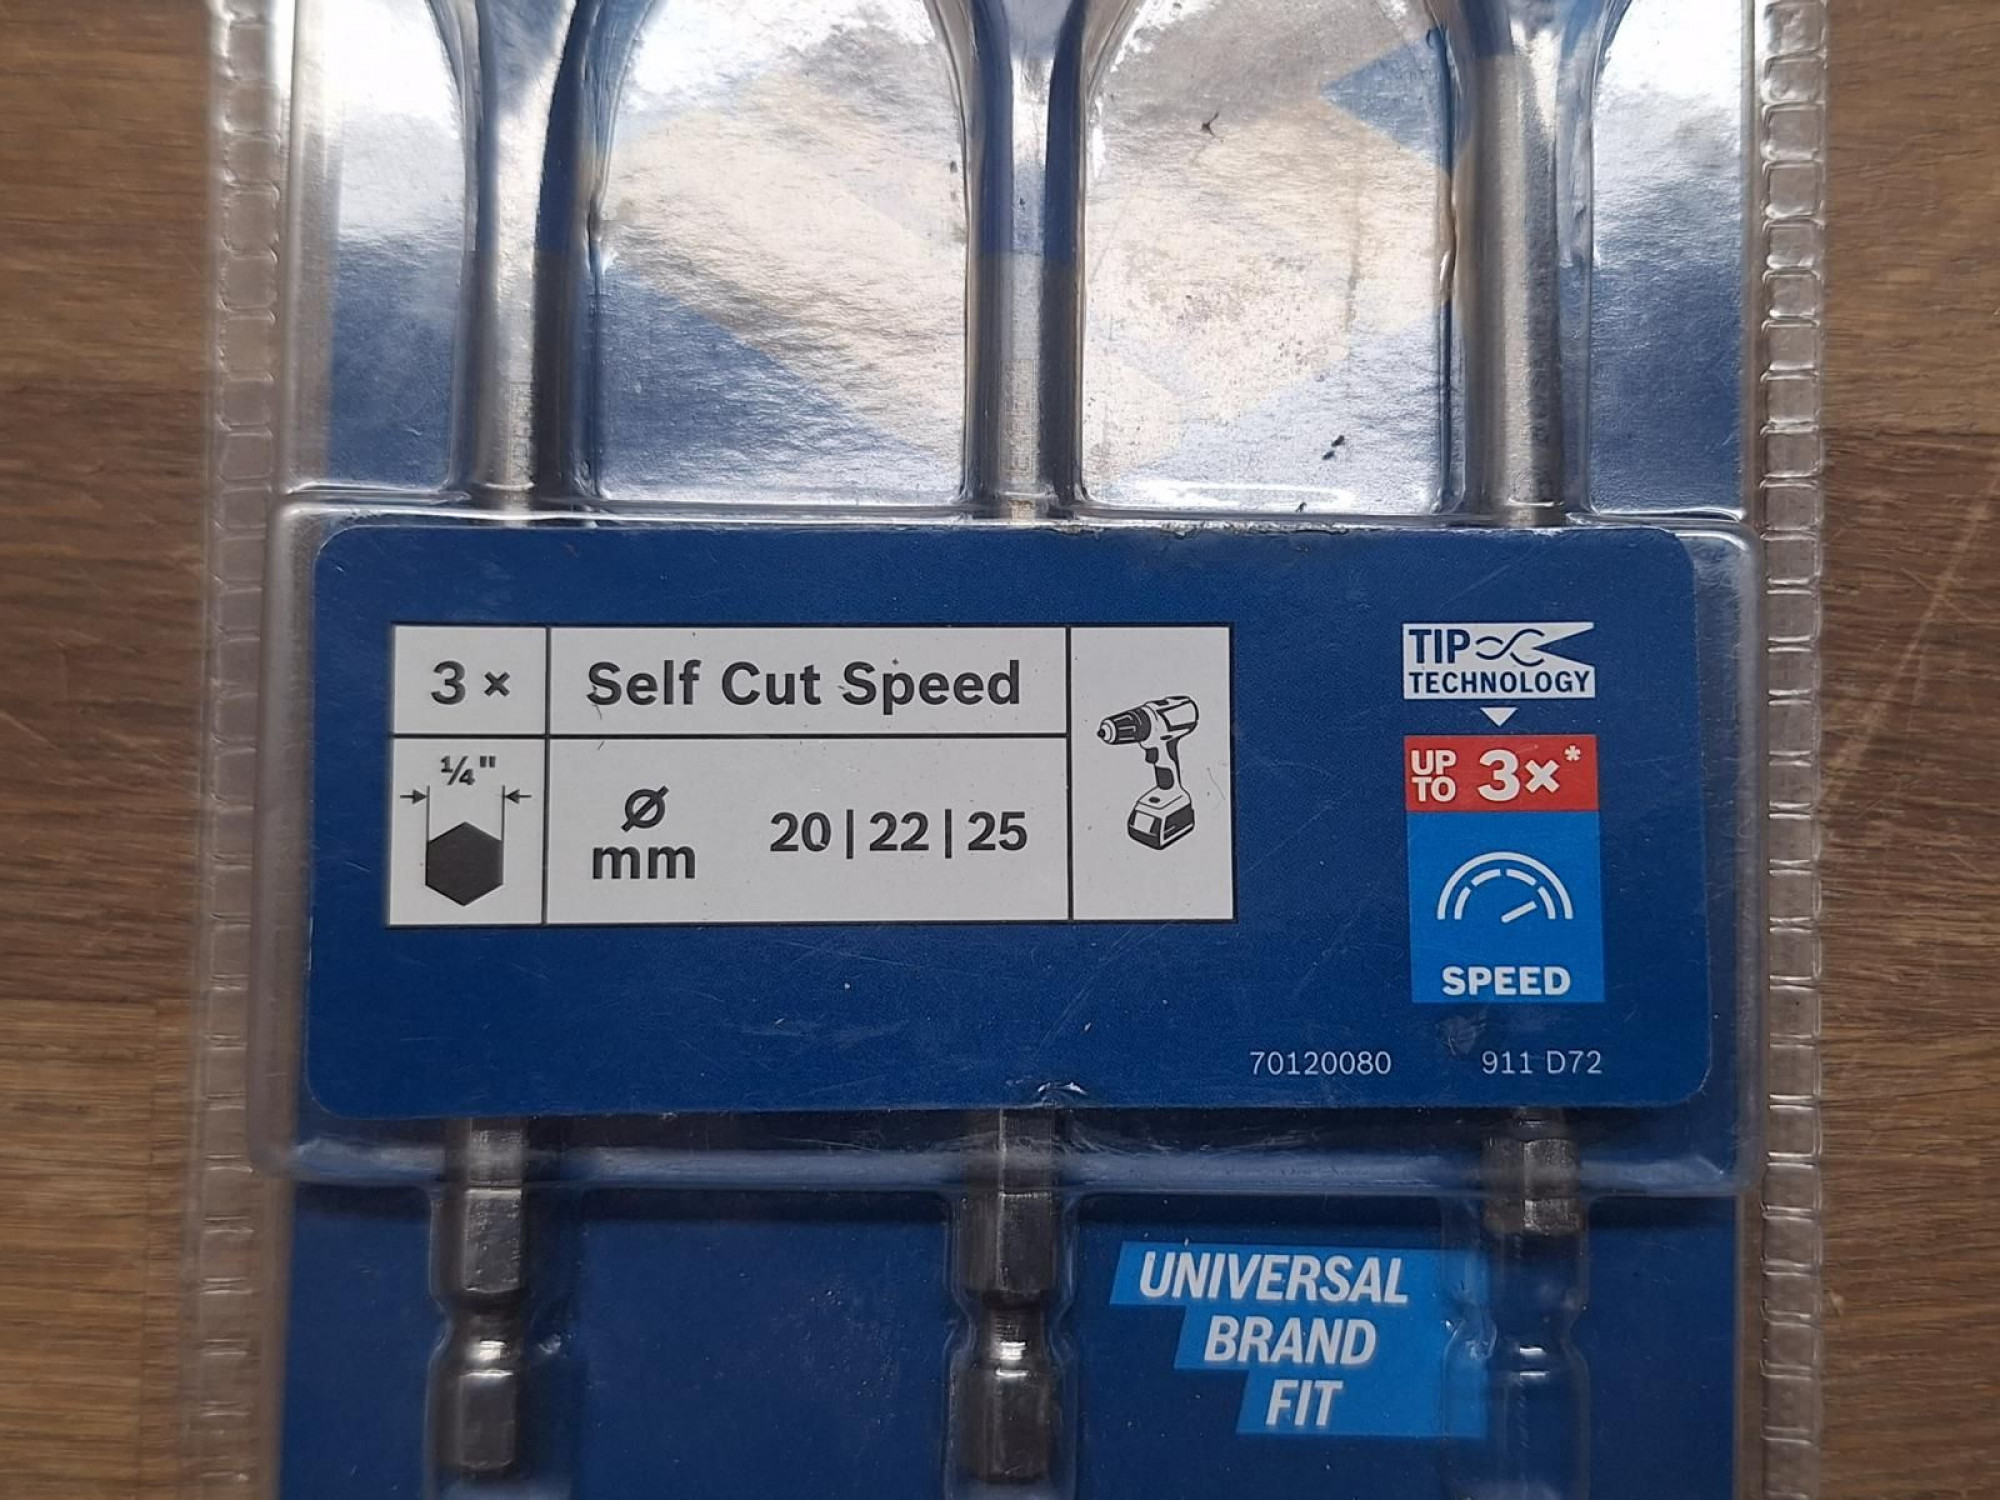 3 × Self Cut Speed
1/4"
Ø
mm 20|22|25
TIP
TECHNOLOGY
UP
TO 3×*
SPEED
70120080 911 D72
UNIVERSAL
BRAND
FIT